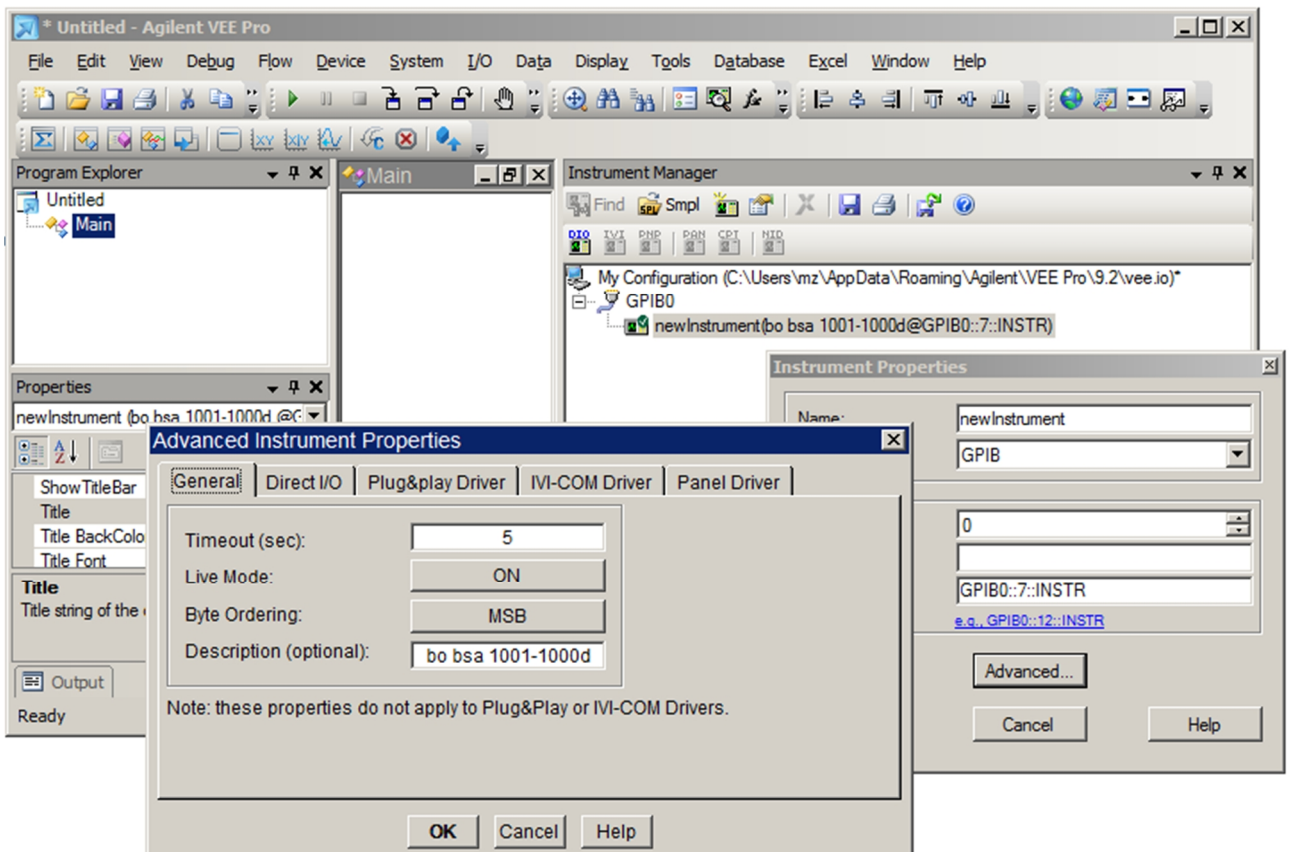 * Untitled - Agilent VEE Pro
File Edit View Debug Flow Device System I/O Data Display Tools Database Excel Window Help
Program Explorer
Untitled
Main
Main
Instrument Manager
Find Smpl
DIO IVI PNP PAN CPT NID
My Configuration (C:\Users\mz\AppData\Roaming\Agilent\VEE Pro\9.2\vee.io)*
GPIB0
newInstrument(bo bsa 1001-1000d@GPIB0::7::INSTR)
Properties
newInstrument (bo bsa 1001-1000d @G
ShowTitleBar
Title
Title BackColo
Title Font
Title
Title string of the
Output
Ready
Instrument Properties
Name: newInstrument
GPIB
0
GPIB0::7::INSTR
e.g., GPIB0::12::INSTR
Advanced...
Cancel Help
Advanced Instrument Properties
General Direct I/O Plug&play Driver IVI-COM Driver Panel Driver
Timeout (sec): 5
Live Mode: ON
Byte Ordering: MSB
Description (optional): bo bsa 1001-1000d
Note: these properties do not apply to Plug&Play or IVI-COM Drivers.
OK Cancel Help